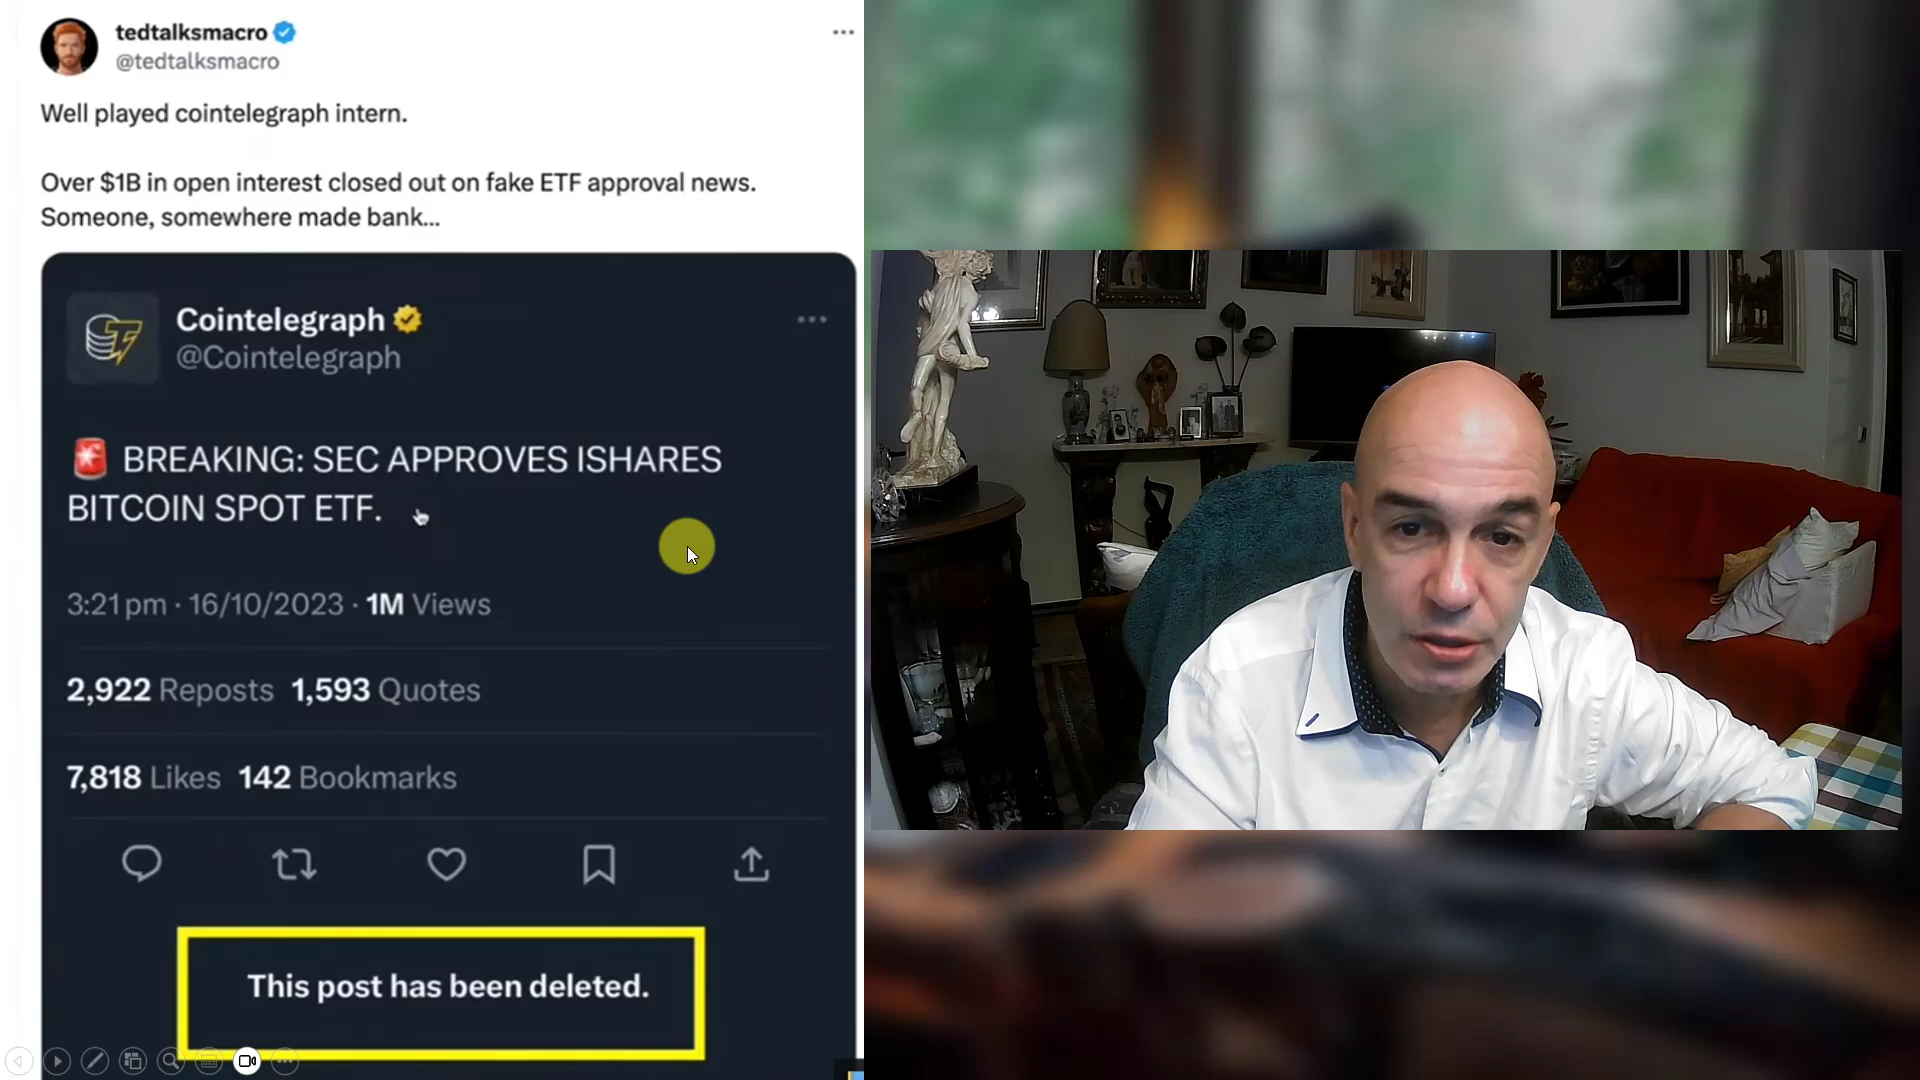 tedtalksmacro
@tedtalksmacro
Well played cointelegraph intern.
Over $1B in open interest closed out on fake ETF approval news.
Someone, somewhere made bank...
Cointelegraph
@Cointelegraph
🚨 BREAKING: SEC APPROVES ISHARES
BITCOIN SPOT ETF.
3:21 pm · 16/10/2023 · 1M Views
2,922 Reposts 1,593 Quotes
7,818 Likes 142 Bookmarks
This post has been deleted.